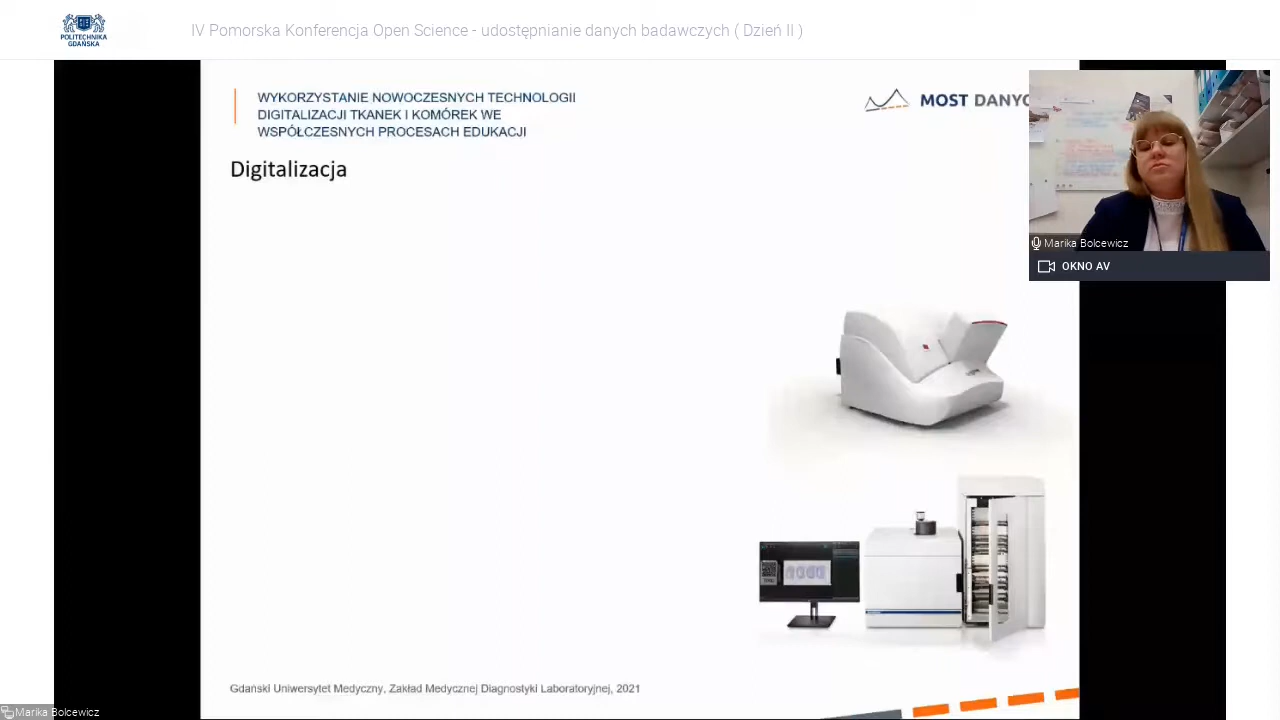 POLITECHNIKA
GDAŃSKA
IV Pomorska Konferencja Open Science - udostępnianie danych badawczych ( Dzień II )
WYKORZYSTANIE NOWOCZESNYCH TECHNOLOGII
DIGITALIZACJI TKANEK I KOMÓREK WE
WSPÓŁCZESNYCH PROCESACH EDUKACJI
MOST DANYC
Digitalizacja
Marika Bolcewicz
OKNO AV
Gdański Uniwersytet Medyczny. Zakład Medycznej Diagnostyki Laboratoryjnej, 2021
Marika Bolcewicz